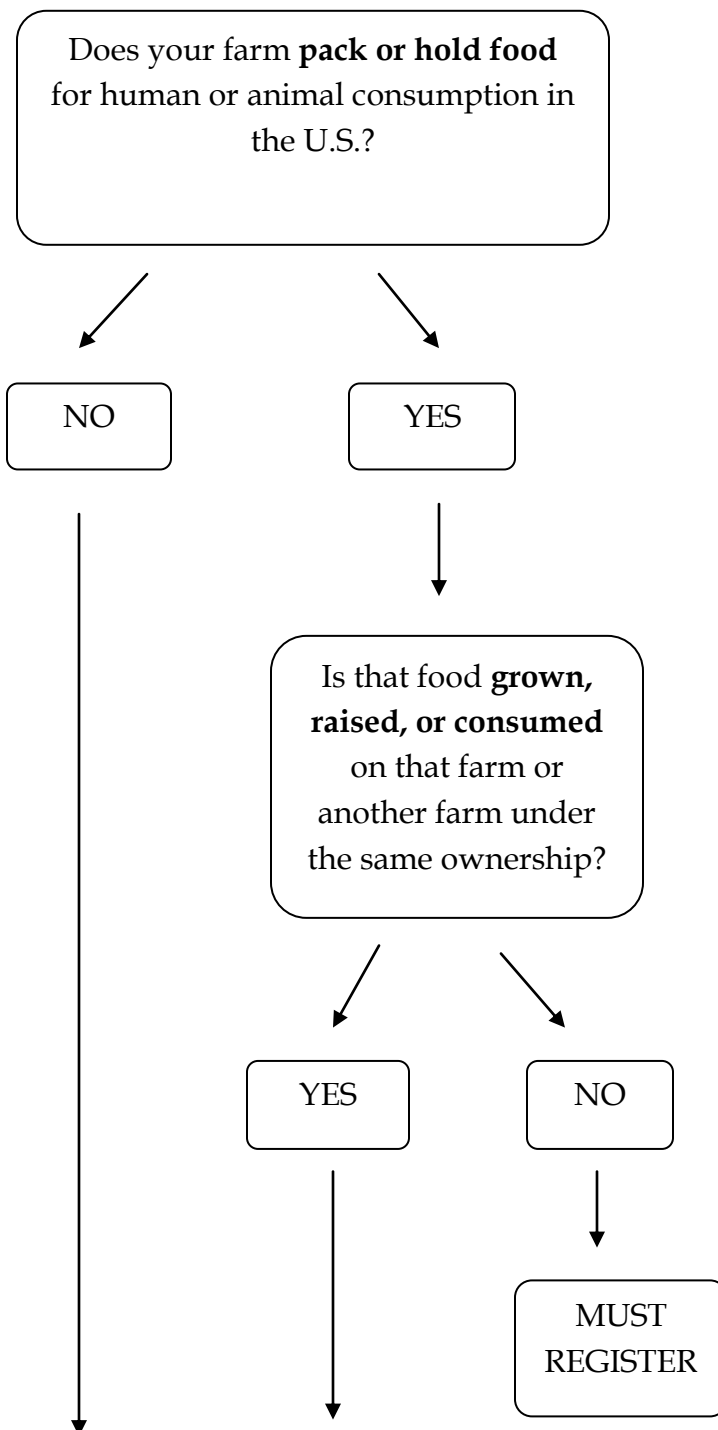 Does your farm pack or hold food
for human or animal consumption in
the U.S.?
NO
YES
Is that food grown,
raised, or consumed
on that farm or
another farm under
the same ownership?
YES
NO
MUST
REGISTER